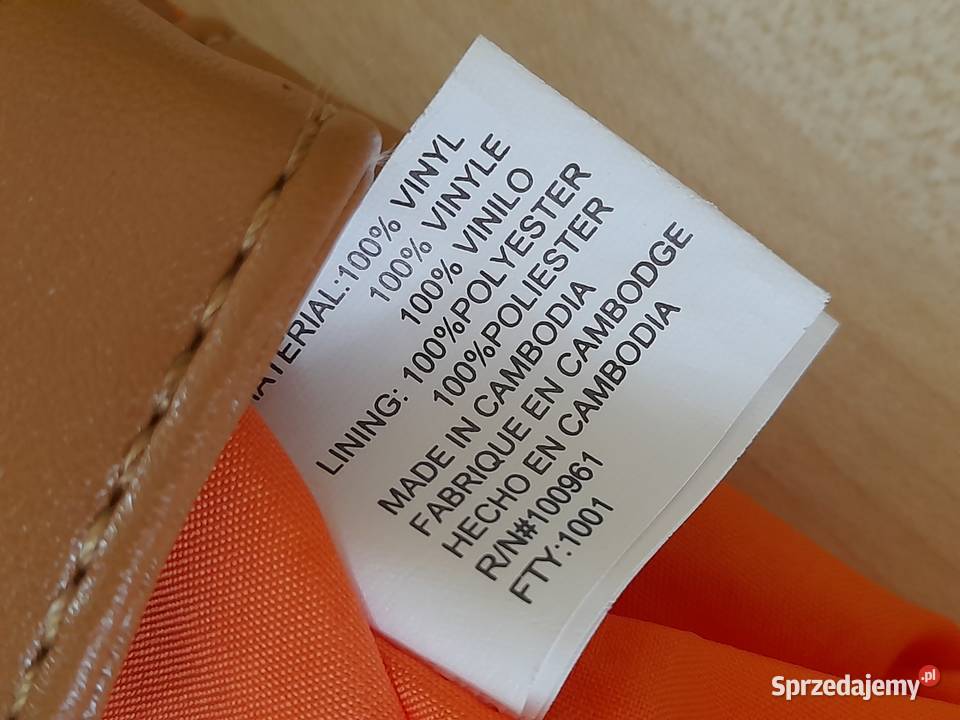 MATERIAL:100% VINYL
100% VINYLE
100% VINILO
LINING: 100%POLYESTER
100%POLIESTER
MADE IN CAMBODIA
FABRIQUE EN CAMBODGE
HECHO EN CAMBODIA
R/N#100961
FTY:1001
Sprzedajemy.pl